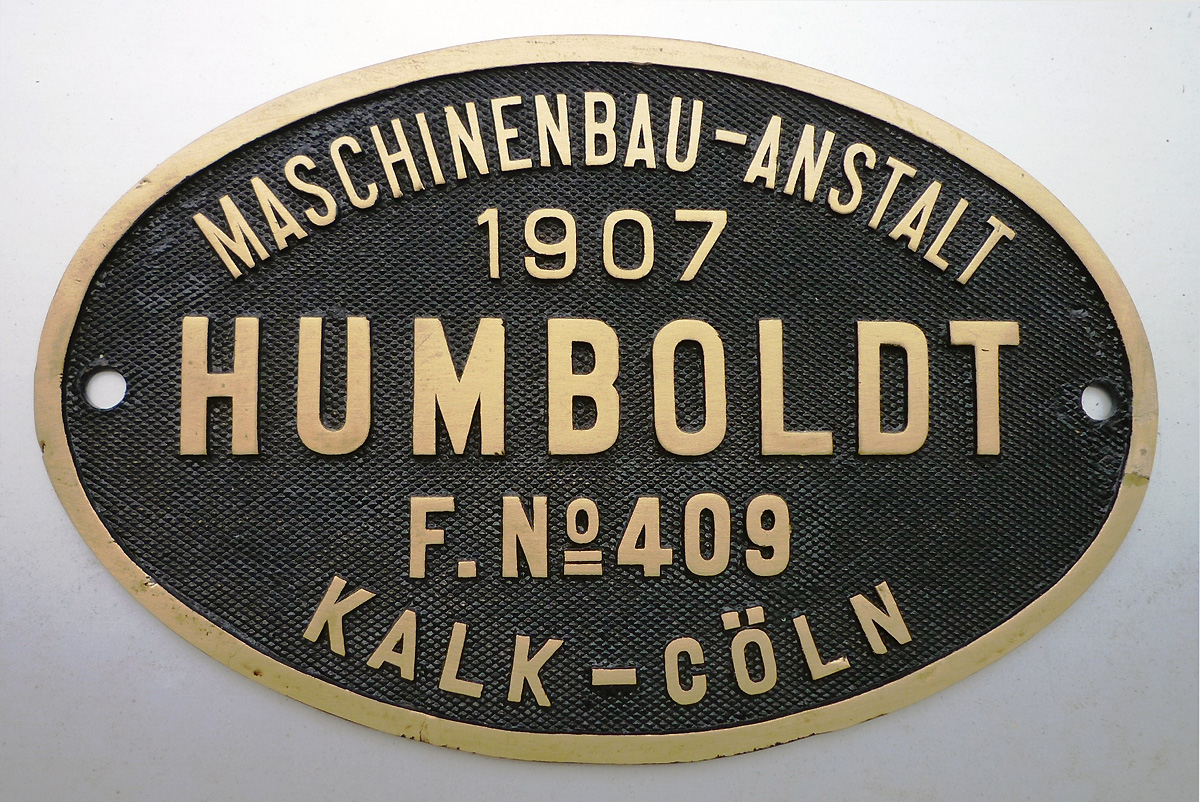 MASCHINENBAU-ANSTALT
1907
HUMBOLDT
F. Nº 409
KALK-CÖLN